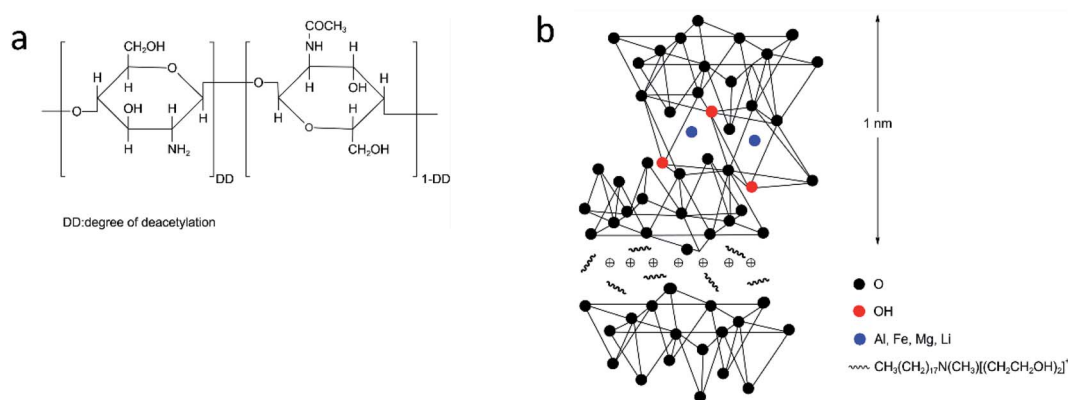 a
COCH₃
CH₂OH
NH
H
H
O
H
H
H
O
OH
O
OH
H
H
H
H
H
O
H
NH₂
CH₂OH
DD
1-DD
DD:degree of deacetylation
b
1 nm
O
OH
Al, Fe, Mg, Li
CH₃(CH₂)₁₇N(CH₃)[(CH₂CH₂OH)₂]⁺